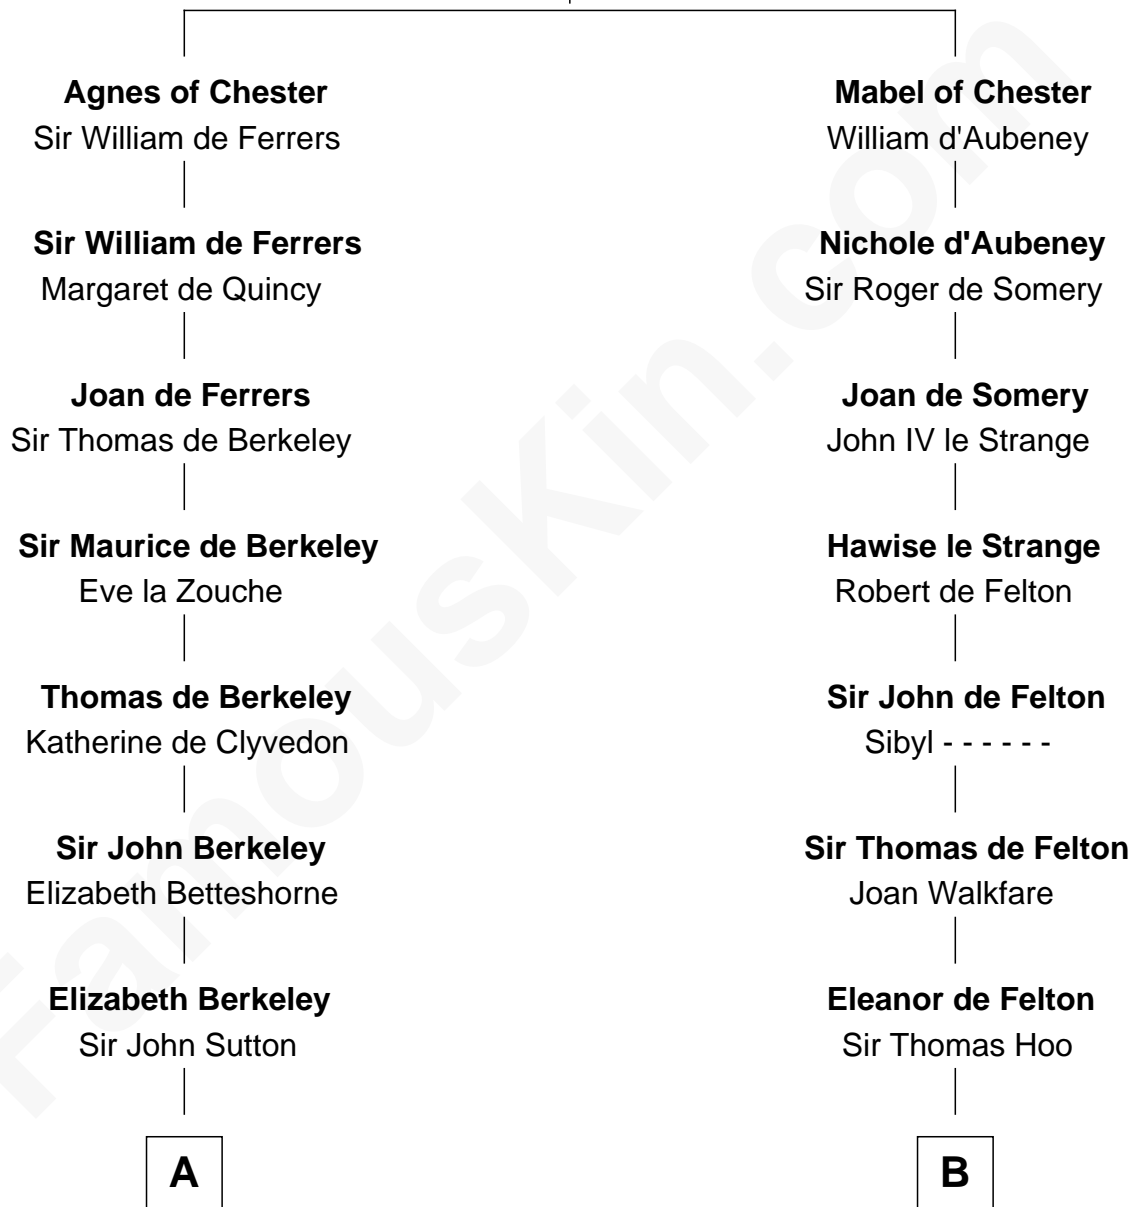 Agnes of Chester
Sir William de Ferrers
Sir William de Ferrers
Margaret de Quincy
Joan de Ferrers
Sir Thomas de Berkeley
Sir Maurice de Berkeley
Eve la Zouche
Thomas de Berkeley
Katherine de Clyvedon
Sir John Berkeley
Elizabeth Betteshorne
Elizabeth Berkeley
Sir John Sutton
A
Mabel of Chester
William d'Aubeney
Nichole d'Aubeney
Sir Roger de Somery
Joan de Somery
John IV le Strange
Hawise le Strange
Robert de Felton
Sir John de Felton
Sibyl - - - - - -
Sir Thomas de Felton
Joan Walkfare
Eleanor de Felton
Sir Thomas Hoo
B
FamousKin.com